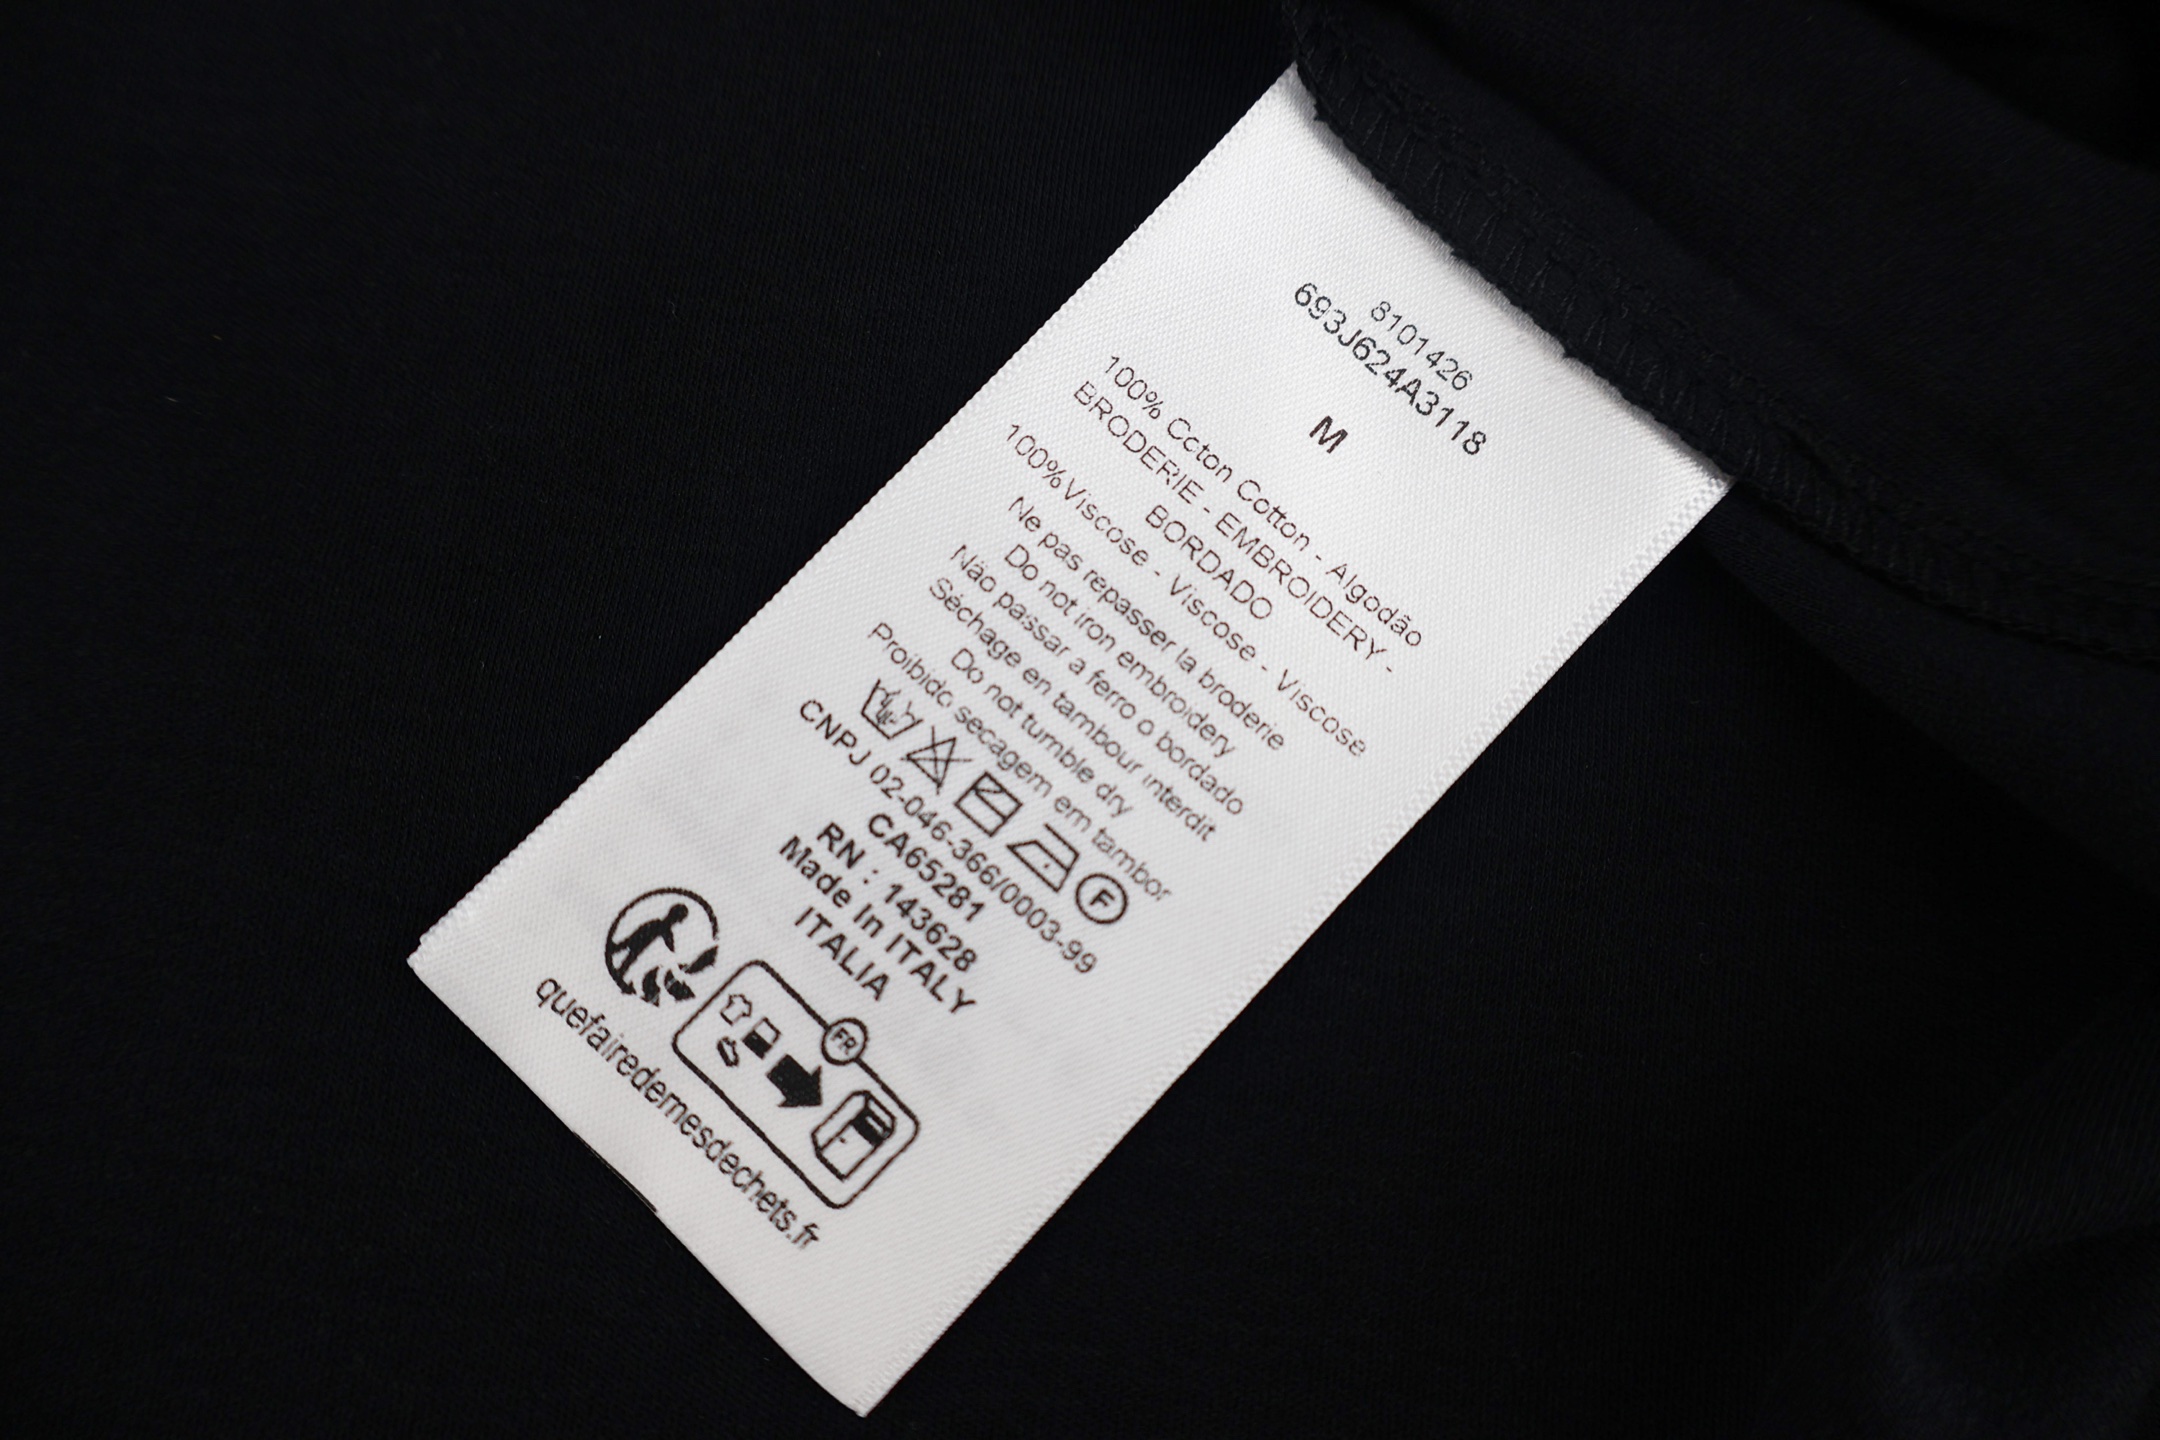 8101426
693J624A3118
M
100% Ccton Cotton - Algodão
BRODERIE - EMBROIDERY -
BORDADO
100%Viscose - Viscose - Viscose
Ne pas repasser la broderie
Do not iron embroidery
Não passar a ferro o bordado
Séchage en tambour interdit
Do not tumble dry
Proibido secagem em tambor
F
CNPJ 02-046-366/0003-99
CA65281
RN : 143628
Made In ITALY
ITALIA
FR
quefairedemesdechets.fr